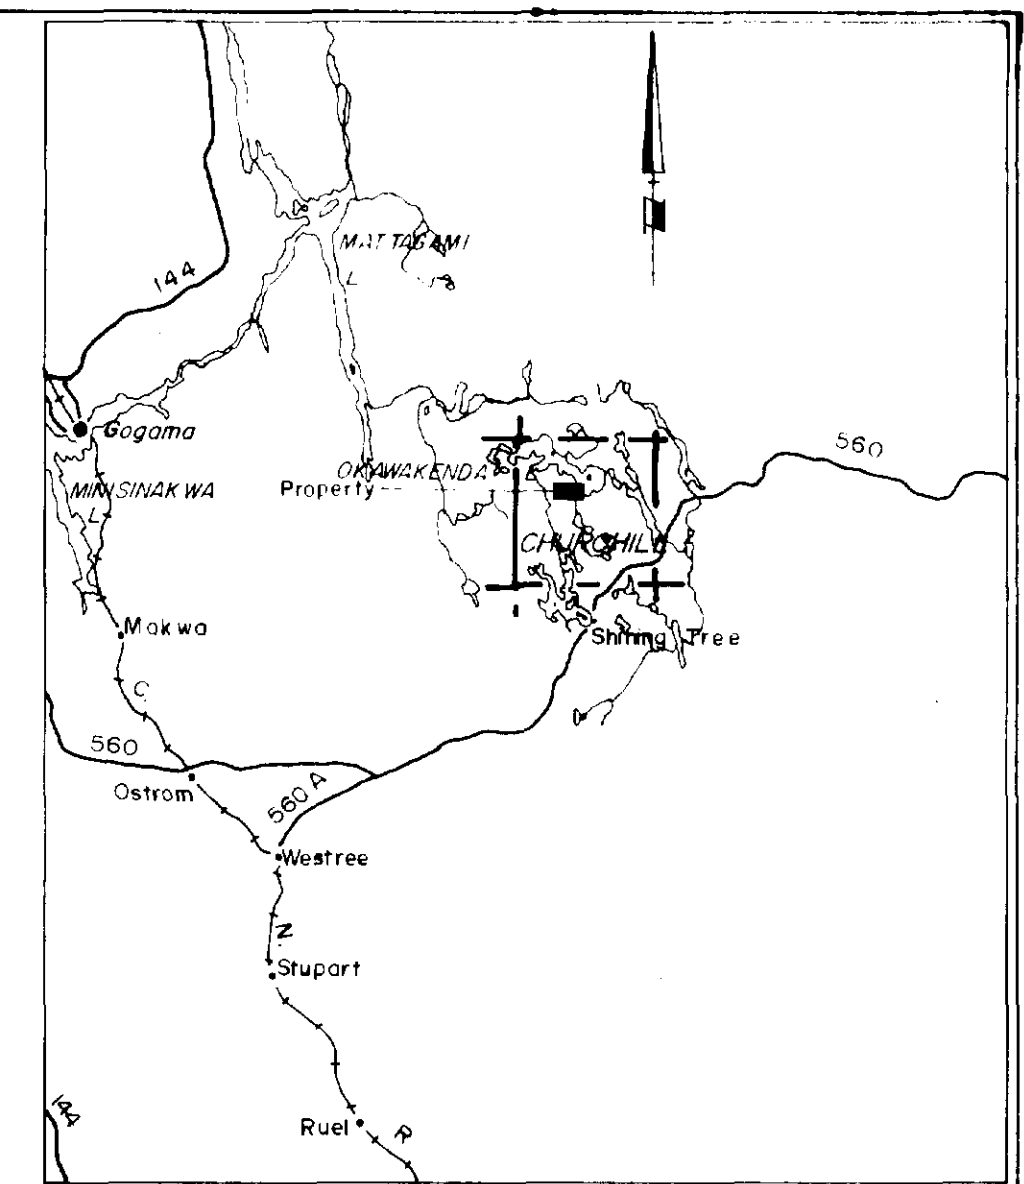 MATTAGAMI
L
144
Gogama
560
OKAWAKENDA L
MINISINAKWA
L
Property
CHURCHILL
Makwa
Shining Tree
C.
560
Ostrom
560 A
Westree
N.
Stupart
144
Ruel
R